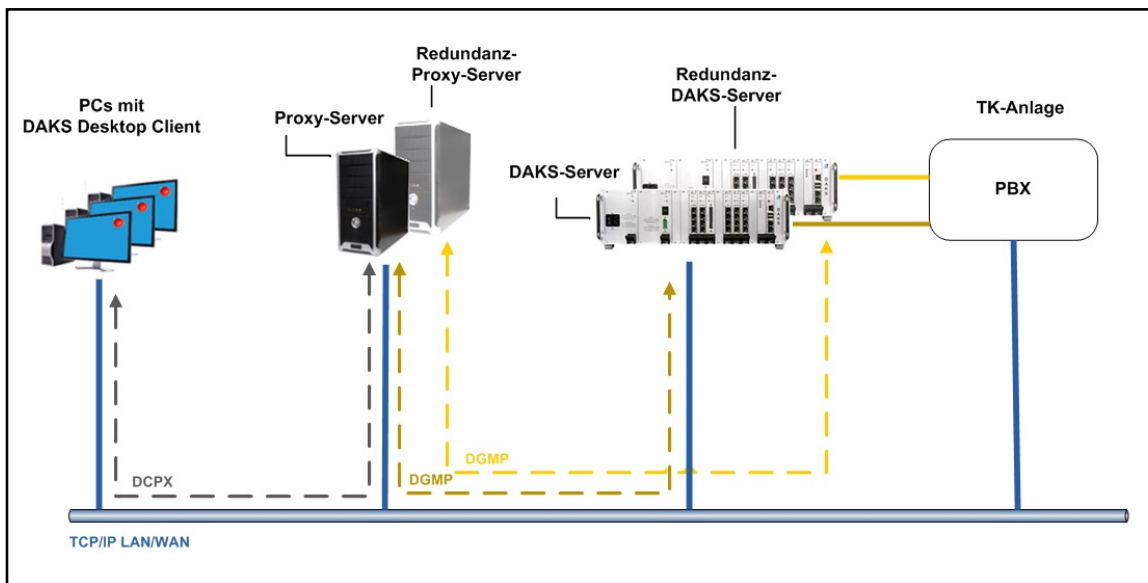 Redundanz-
Proxy-Server
Redundanz-
DAKS-Server
PCs mit
DAKS Desktop Client
Proxy-Server
TK-Anlage
DAKS-Server
PBX
DGMP
DCPX
DGMP
TCP/IP LAN/WAN